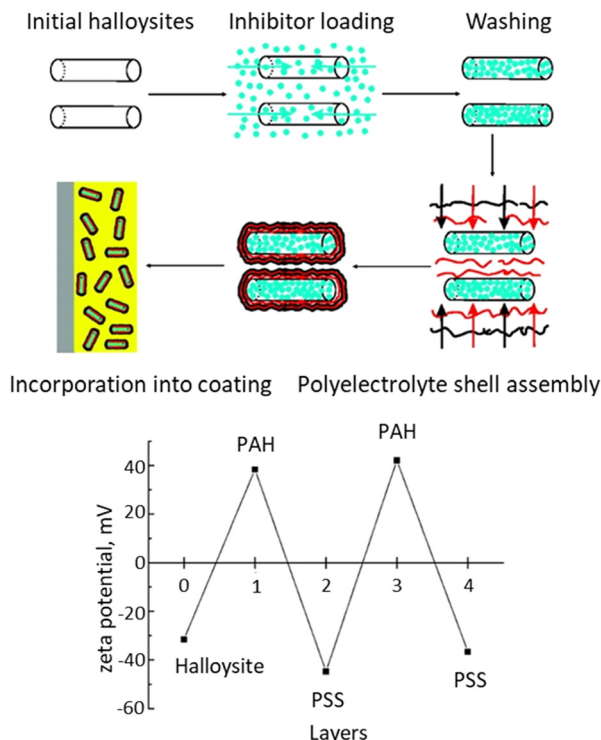 Initial halloysites
Inhibitor loading
Washing
Incorporation into coating
Polyelectrolyte shell assembly
PAH
PAH
40
20
0
-20
-40
-60
zeta potential, mV
0 1 2 3 4
Halloysite
PSS
PSS
Layers